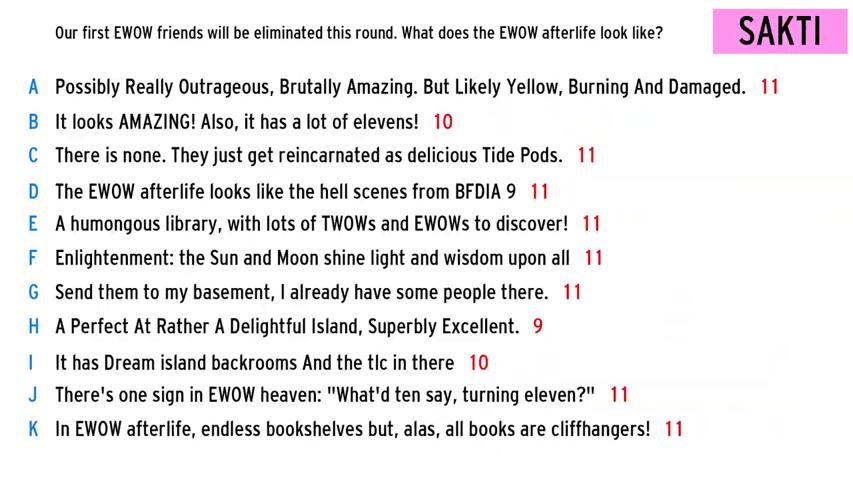 Our first EWOW friends will be eliminated this round. What does the EWOW afterlife look like?
SAKTI
A Possibly Really Outrageous, Brutally Amazing. But Likely Yellow, Burning And Damaged. 11
B It looks AMAZING! Also, it has a lot of elevens! 10
C There is none. They just get reincarnated as delicious Tide Pods. 11
D The EWOW afterlife looks like the hell scenes from BFDIA 9 11
E A humongous library, with lots of TWOWs and EWOWs to discover! 11
F Enlightenment: the Sun and Moon shine light and wisdom upon all 11
G Send them to my basement, I already have some people there. 11
H A Perfect At Rather A Delightful Island, Superbly Excellent. 9
I It has Dream island backrooms And the tlc in there 10
J There's one sign in EWOW heaven: "What'd ten say, turning eleven?" 11
K In EWOW afterlife, endless bookshelves but, alas, all books are cliffhangers! 11